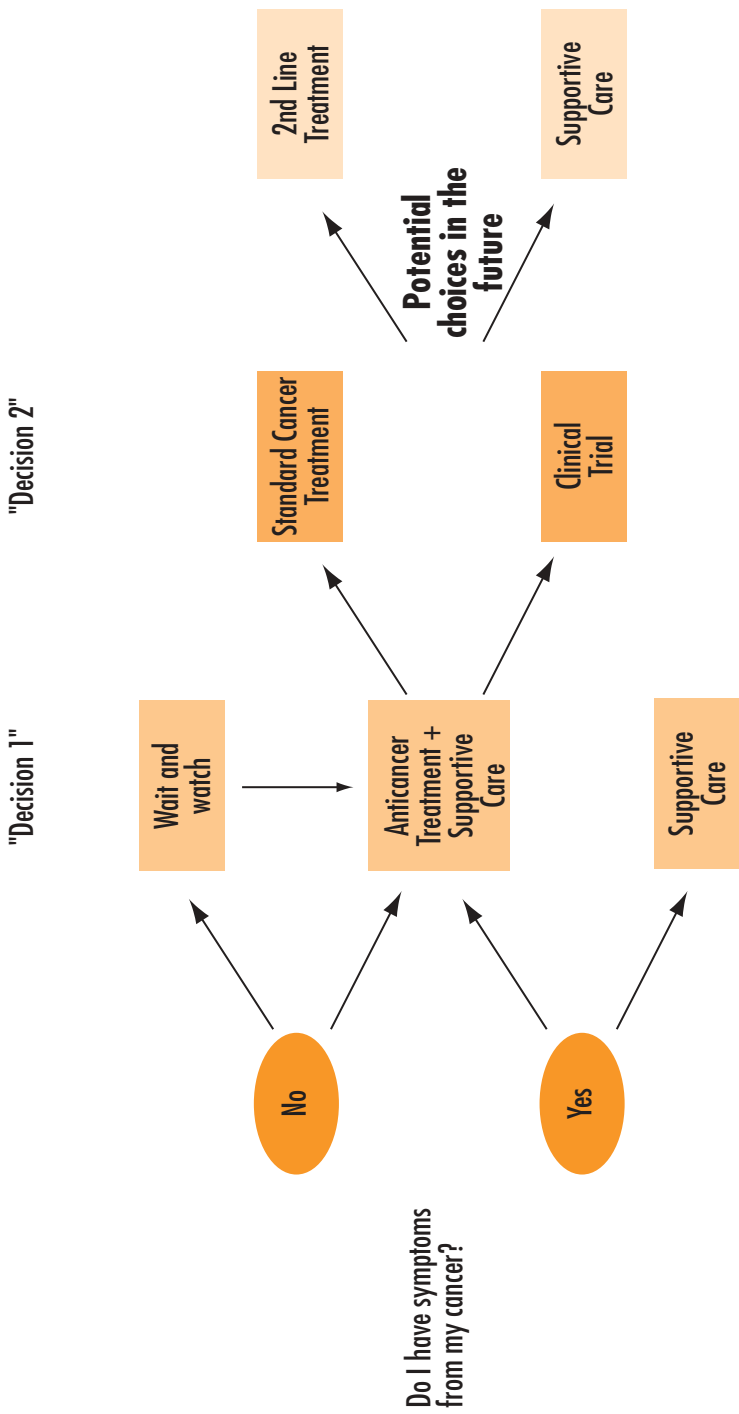 Do I have symptoms
from my cancer?
No
Yes
"Decision 1"
Wait and
watch
Anticancer
Treatment +
Supportive
Care
Supportive
Care
"Decision 2"
Standard Cancer
Treatment
Clinical
Trial
Potential
choices in the
future
2nd Line
Treatment
Supportive
Care